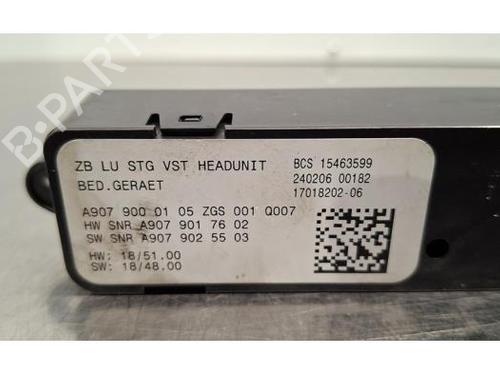 ZB LU STG VST HEADUNIT
BED.GERAET
A907 900 01 05 ZGS 001 Q007
HW SNR A907 901 76 02
SW SNR A907 902 55 03
HW: 18/51.00
SW: 18/48.00
BCS 15463599
240206 00182
17018202-06
B-PARTS